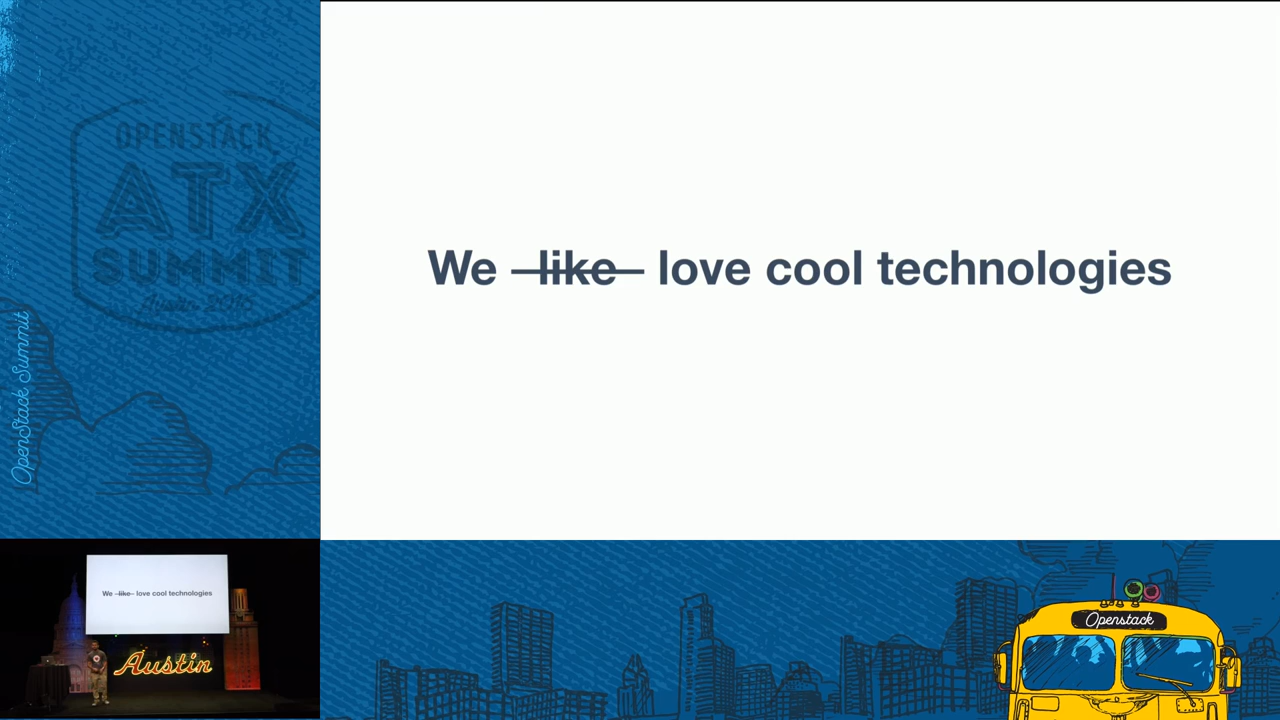 OPENSTACK
ATX
SUMMIT
Austin 2016
OpenStack Summit
We like love cool technologies
We like love cool technologies
Austin
Openstack